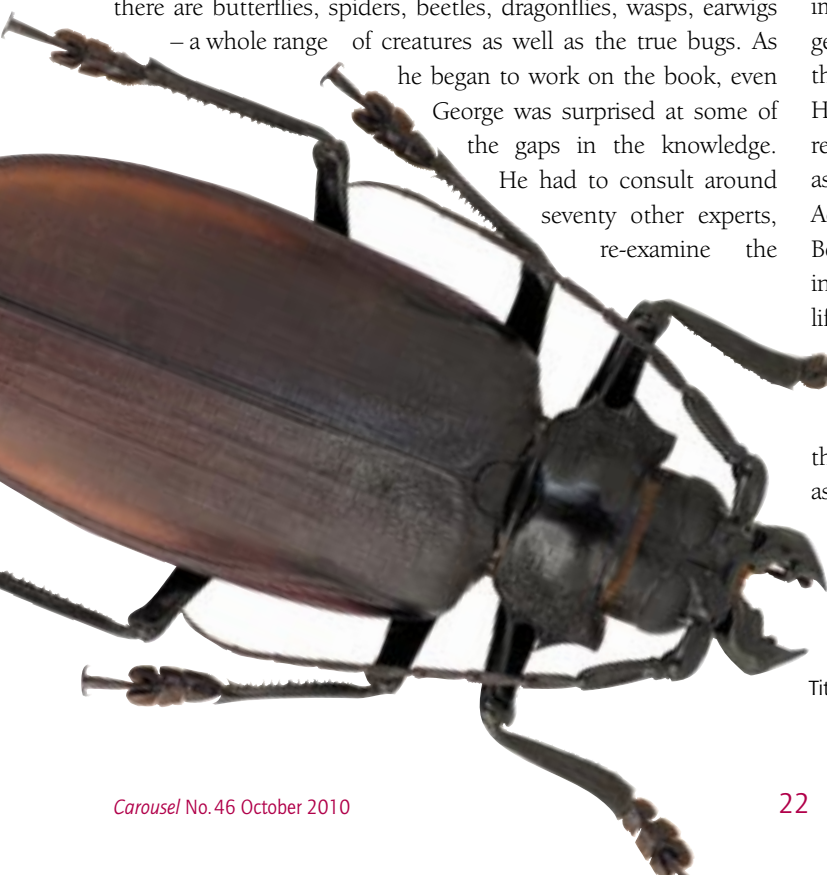 there are butterflies, spiders, beetles, dragonflies, wasps, earwigs
– a whole range of creatures as well as the true bugs. As
he began to work on the book, even
George was surprised at some of
the gaps in the knowledge.
He had to consult around
seventy other experts,
re-examine the
Carousel No. 46 October 2010
22